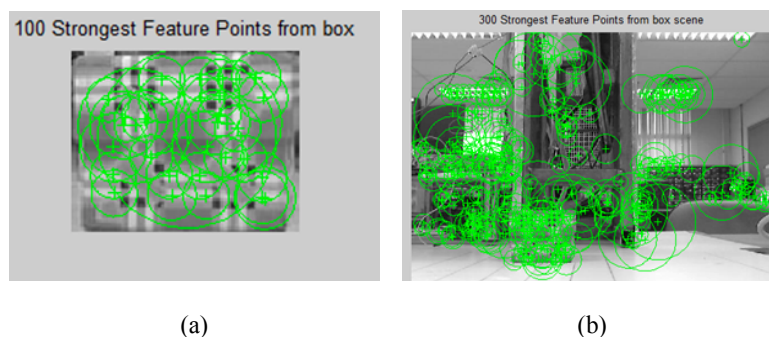 100 Strongest Feature Points from box
300 Strongest Feature Points from box scene
(a)
(b)